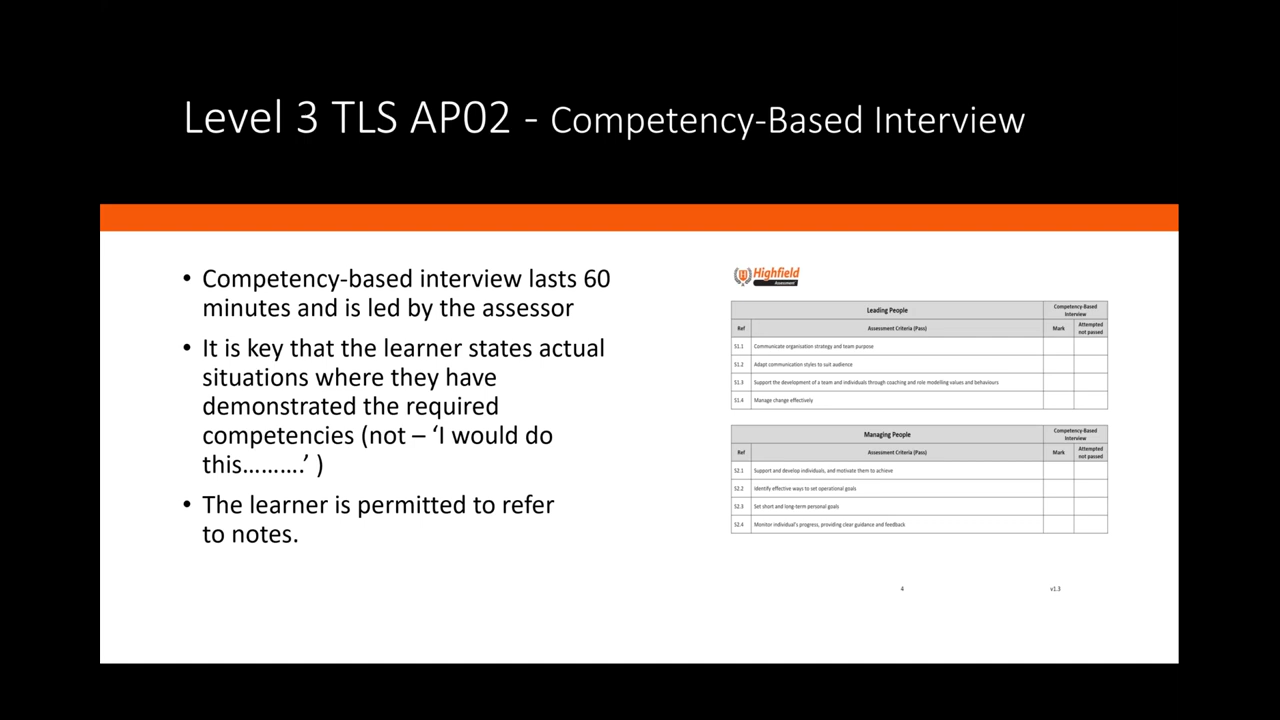 Level 3 TLS AP02 - Competency-Based Interview
• Competency-based interview lasts 60
minutes and is led by the assessor
• It is key that the learner states actual
situations where they have
demonstrated the required
competencies (not – ‘I would do
this……….’ )
• The learner is permitted to refer
to notes.
Highfield
Assessment
Leading People
Competency-Based
Interview
Ref
Assessment Criteria (Pass)
Mark
Attempted
not passed
S1.1 Communicate organisation strategy and team purpose
S1.2 Adapt communication styles to suit audience
S1.3 Support the development of a team and individuals through coaching and role modelling values and behaviours
S1.4 Manage change effectively
Managing People
Competency-Based
Interview
Ref
Assessment Criteria (Pass)
Mark
Attempted
not passed
S2.1 Support and develop individuals, and motivate them to achieve
S2.2 Identify effective ways to set operational goals
S2.3 Set short and long-term personal goals
S2.4 Monitor individual's progress, providing clear guidance and feedback
4
v1.3